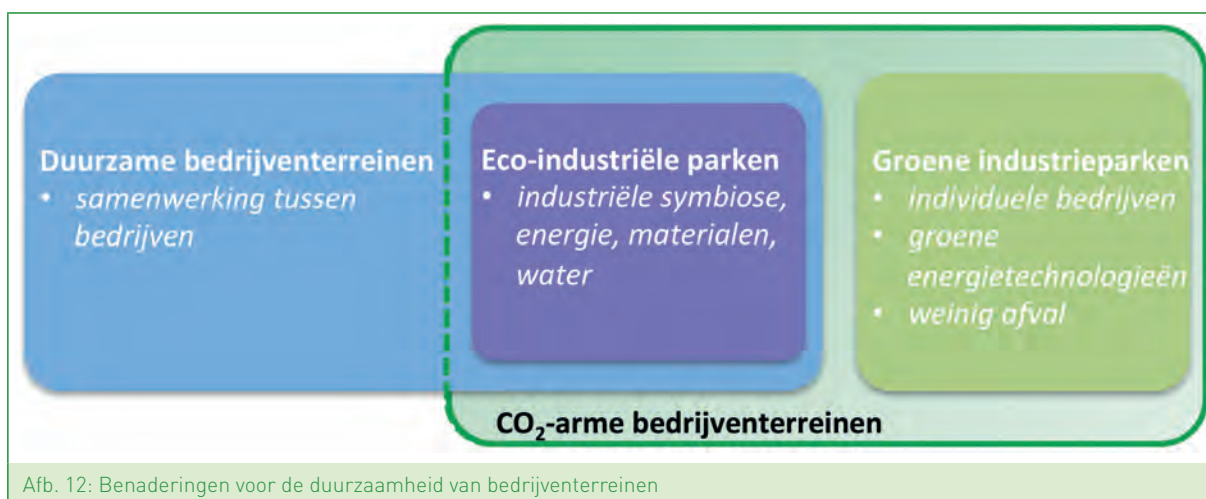 Duurzame bedrijventerreinen
• samenwerking tussen
bedrijven
Eco-industriële parken
• industriële symbiose,
energie, materialen,
water
Groene industrieparken
• individuele bedrijven
• groene
energietechnologieën
• weinig afval
CO₂-arme bedrijventerreinen
Afb. 12: Benaderingen voor de duurzaamheid van bedrijventerreinen